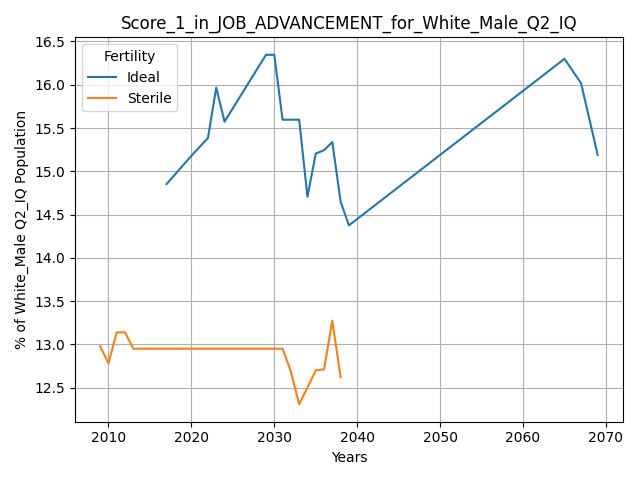 Score_1_in_JOB_ADVANCEMENT_for_White_Male_Q2_IQ
16.5
16.0
15.5
15.0
14.5
14.0
13.5
13.0
12.5
% of White_Male Q2_IQ Population
Fertility
Ideal
Sterile
2010 2020 2030 2040 2050 2060 2070
Years